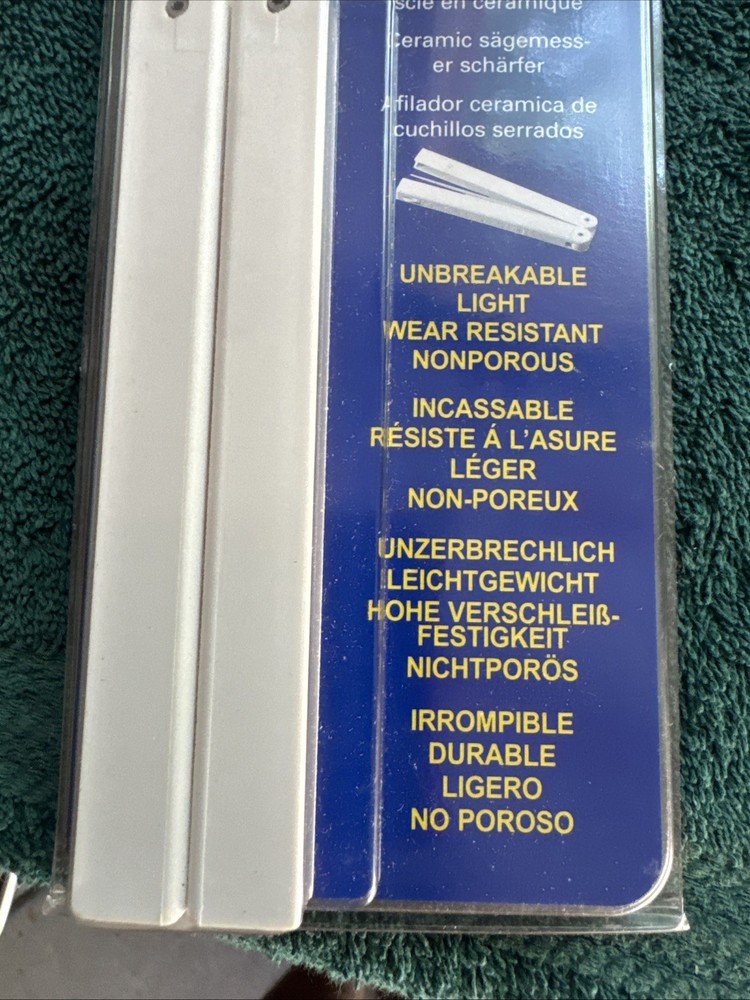 scie en céramique
Ceramic sägemess-
er schärfer
Afilador ceramica de
cuchillos serrados
UNBREAKABLE
LIGHT
WEAR RESISTANT
NONPOROUS
INCASSABLE
RÉSISTE Á L'ASURE
LÉGER
NON-POREUX
UNZERBRECHLICH
LEICHTGEWICHT
HOHE VERSCHLEIß-
FESTIGKEIT
NICHTPORÖS
IRROMPIBLE
DURABLE
LIGERO
NO POROSO